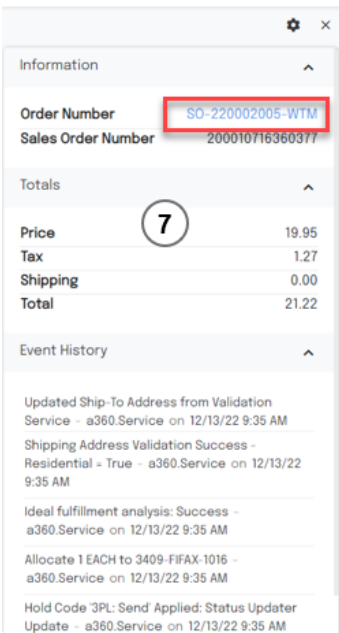 Information
Order Number SO-220002005-WTM
Sales Order Number 200010716360377
Totals
7
Price 19.95
Tax 1.27
Shipping 0.00
Total 21.22
Event History
Updated Ship-To Address from Validation
Service - a360.Service on 12/13/22 9:35 AM
Shipping Address Validation Success -
Residential = True - a360.Service on 12/13/22
9:35 AM
Ideal fulfillment analysis: Success -
a360.Service on 12/13/22 9:35 AM
Allocate 1 EACH to 3409-FIFAX-1016 -
a360.Service on 12/13/22 9:35 AM
Hold Code '3PL: Send' Applied: Status Updater
Update - a360.Service on 12/13/22 9:35 AM